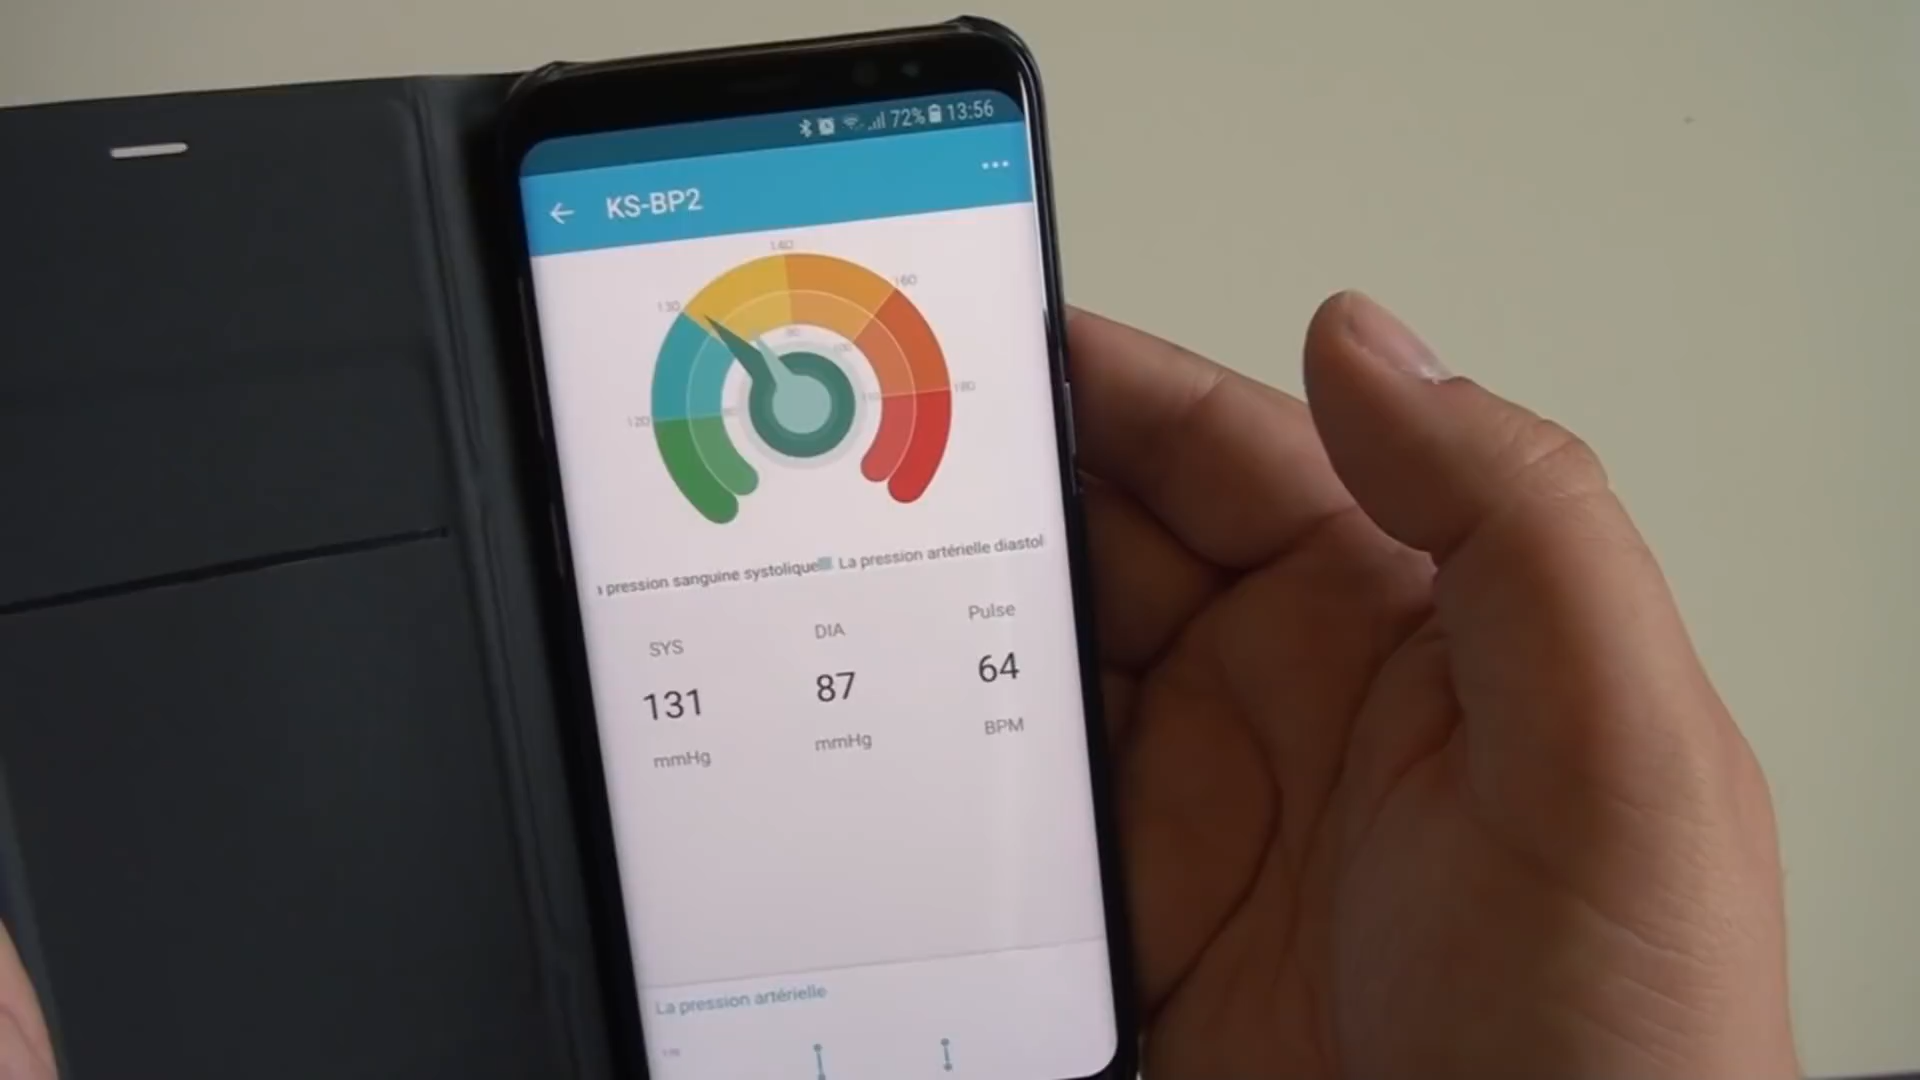 72% 13:56
KS-BP2
140
130
160
180
120
pression sanguine systolique La pression artérielle diastol
SYS DIA Pulse
131 87 64
mmHg mmHg BPM
La pression artérielle